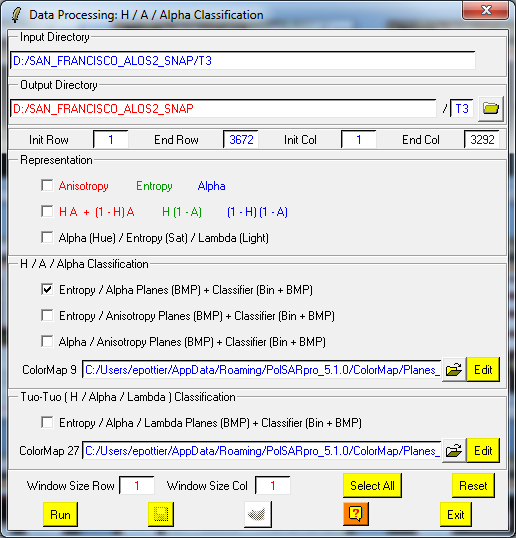 Data Processing: H / A / Alpha Classification
Input Directory
D:/SAN_FRANCISCO_ALOS2_SNAP/T3
Output Directory
D:/SAN_FRANCISCO_ALOS2_SNAP / T3
Init Row 1 End Row 3672 Init Col 1 End Col 3292
Representation
Anisotropy Entropy Alpha
H A + (1 - H) A H (1 - A) (1 - H) (1 - A)
Alpha (Hue) / Entropy (Sat) / Lambda (Light)
H / A / Alpha Classification
Entropy / Alpha Planes (BMP) + Classifier (Bin + BMP)
Entropy / Anisotropy Planes (BMP) + Classifier (Bin + BMP)
Alpha / Anisotropy Planes (BMP) + Classifier (Bin + BMP)
ColorMap 9 C:/Users/epottier/AppData/Roaming/PolSARpro_5.1.0/ColorMap/Planes_ Edit
Tuo-Tuo ( H / Alpha / Lambda ) Classification
Entropy / Alpha / Lambda Planes (BMP) + Classifier (Bin + BMP)
ColorMap 27 C:/Users/epottier/AppData/Roaming/PolSARpro_5.1.0/ColorMap/Planes_ Edit
Window Size Row 1 Window Size Col 1 Select All Reset
Run ? Exit